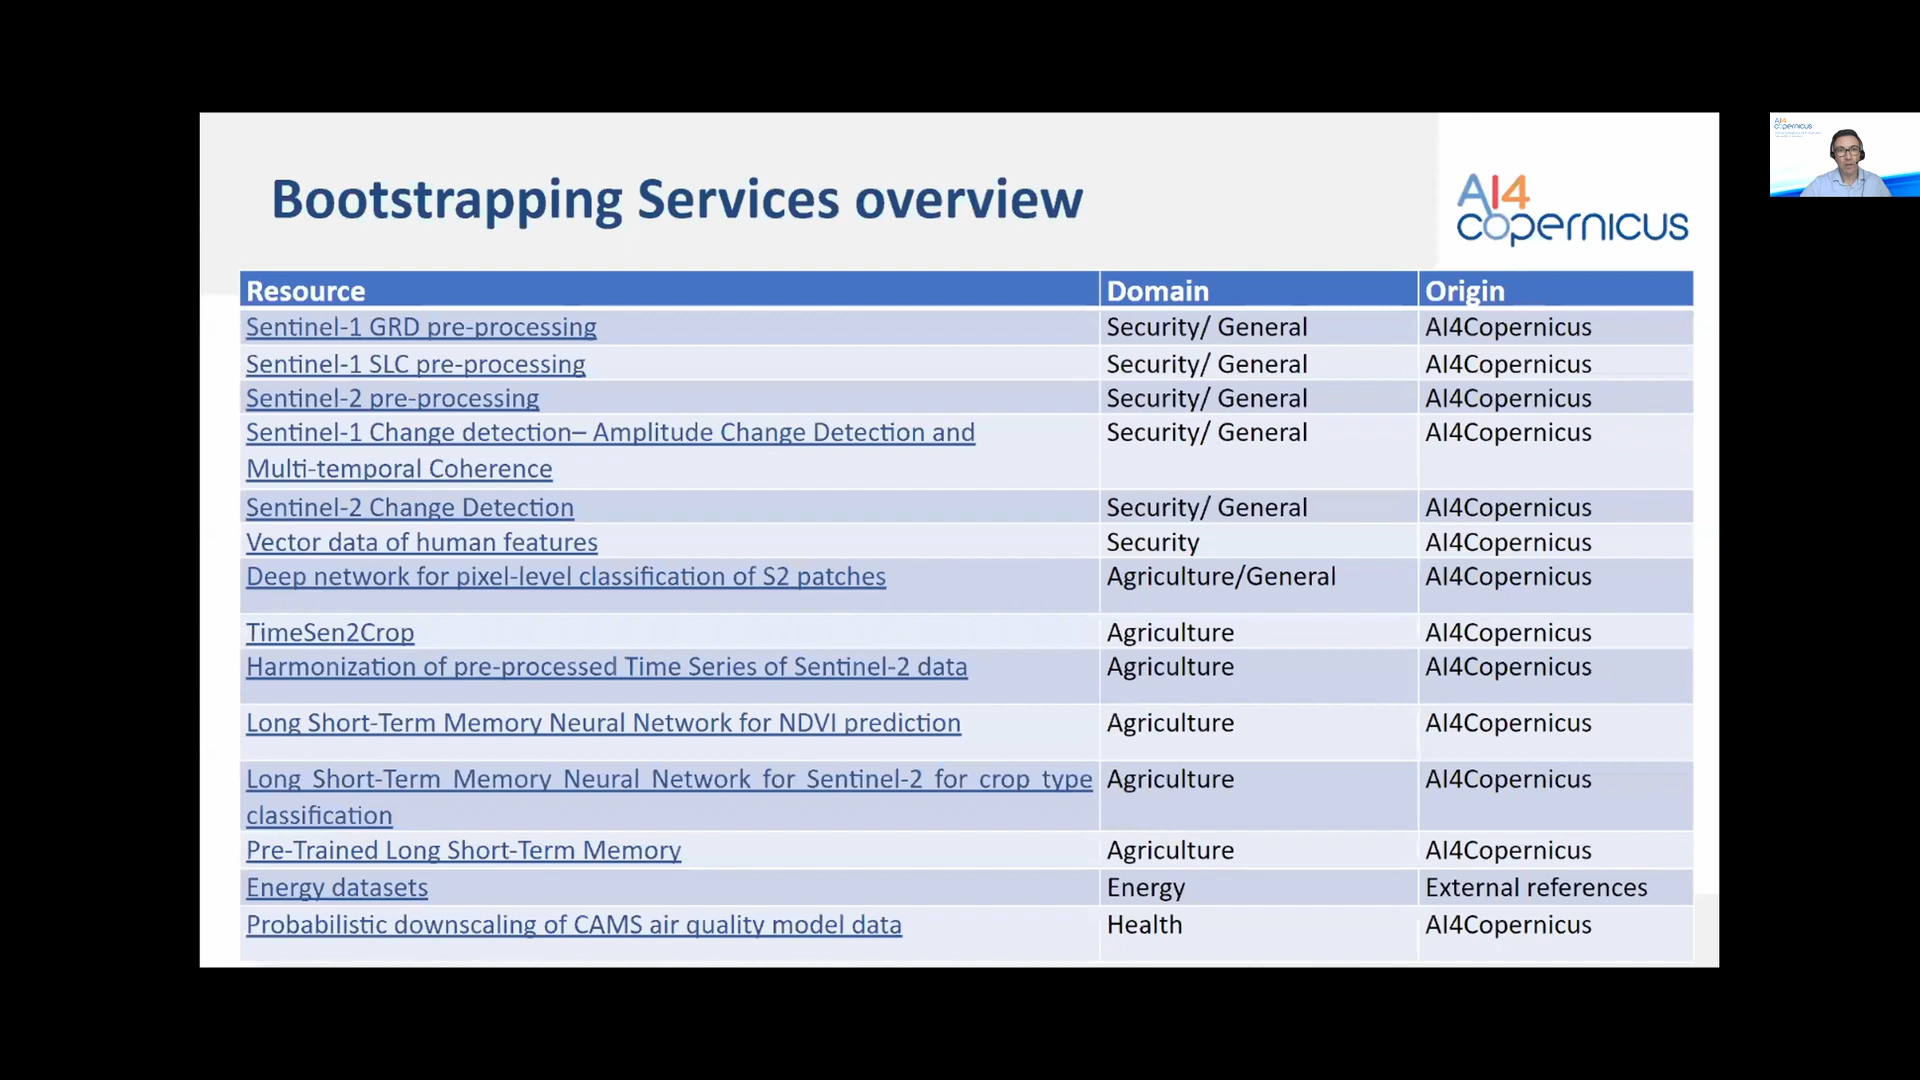 Bootstrapping Services overview
AI4
copernicus
AI4
copernicus
Resource Domain Origin
Sentinel-1 GRD pre-processing Security/ General AI4Copernicus
Sentinel-1 SLC pre-processing Security/ General AI4Copernicus
Sentinel-2 pre-processing Security/ General AI4Copernicus
Sentinel-1 Change detection– Amplitude Change Detection and Security/ General AI4Copernicus
Multi-temporal Coherence
Sentinel-2 Change Detection Security/ General AI4Copernicus
Vector data of human features Security AI4Copernicus
Deep network for pixel-level classification of S2 patches Agriculture/General AI4Copernicus
TimeSen2Crop Agriculture AI4Copernicus
Harmonization of pre-processed Time Series of Sentinel-2 data Agriculture AI4Copernicus
Long Short-Term Memory Neural Network for NDVI prediction Agriculture AI4Copernicus
Long Short-Term Memory Neural Network for Sentinel-2 for crop type Agriculture AI4Copernicus
classification
Pre-Trained Long Short-Term Memory Agriculture AI4Copernicus
Energy datasets Energy External references
Probabilistic downscaling of CAMS air quality model data Health AI4Copernicus